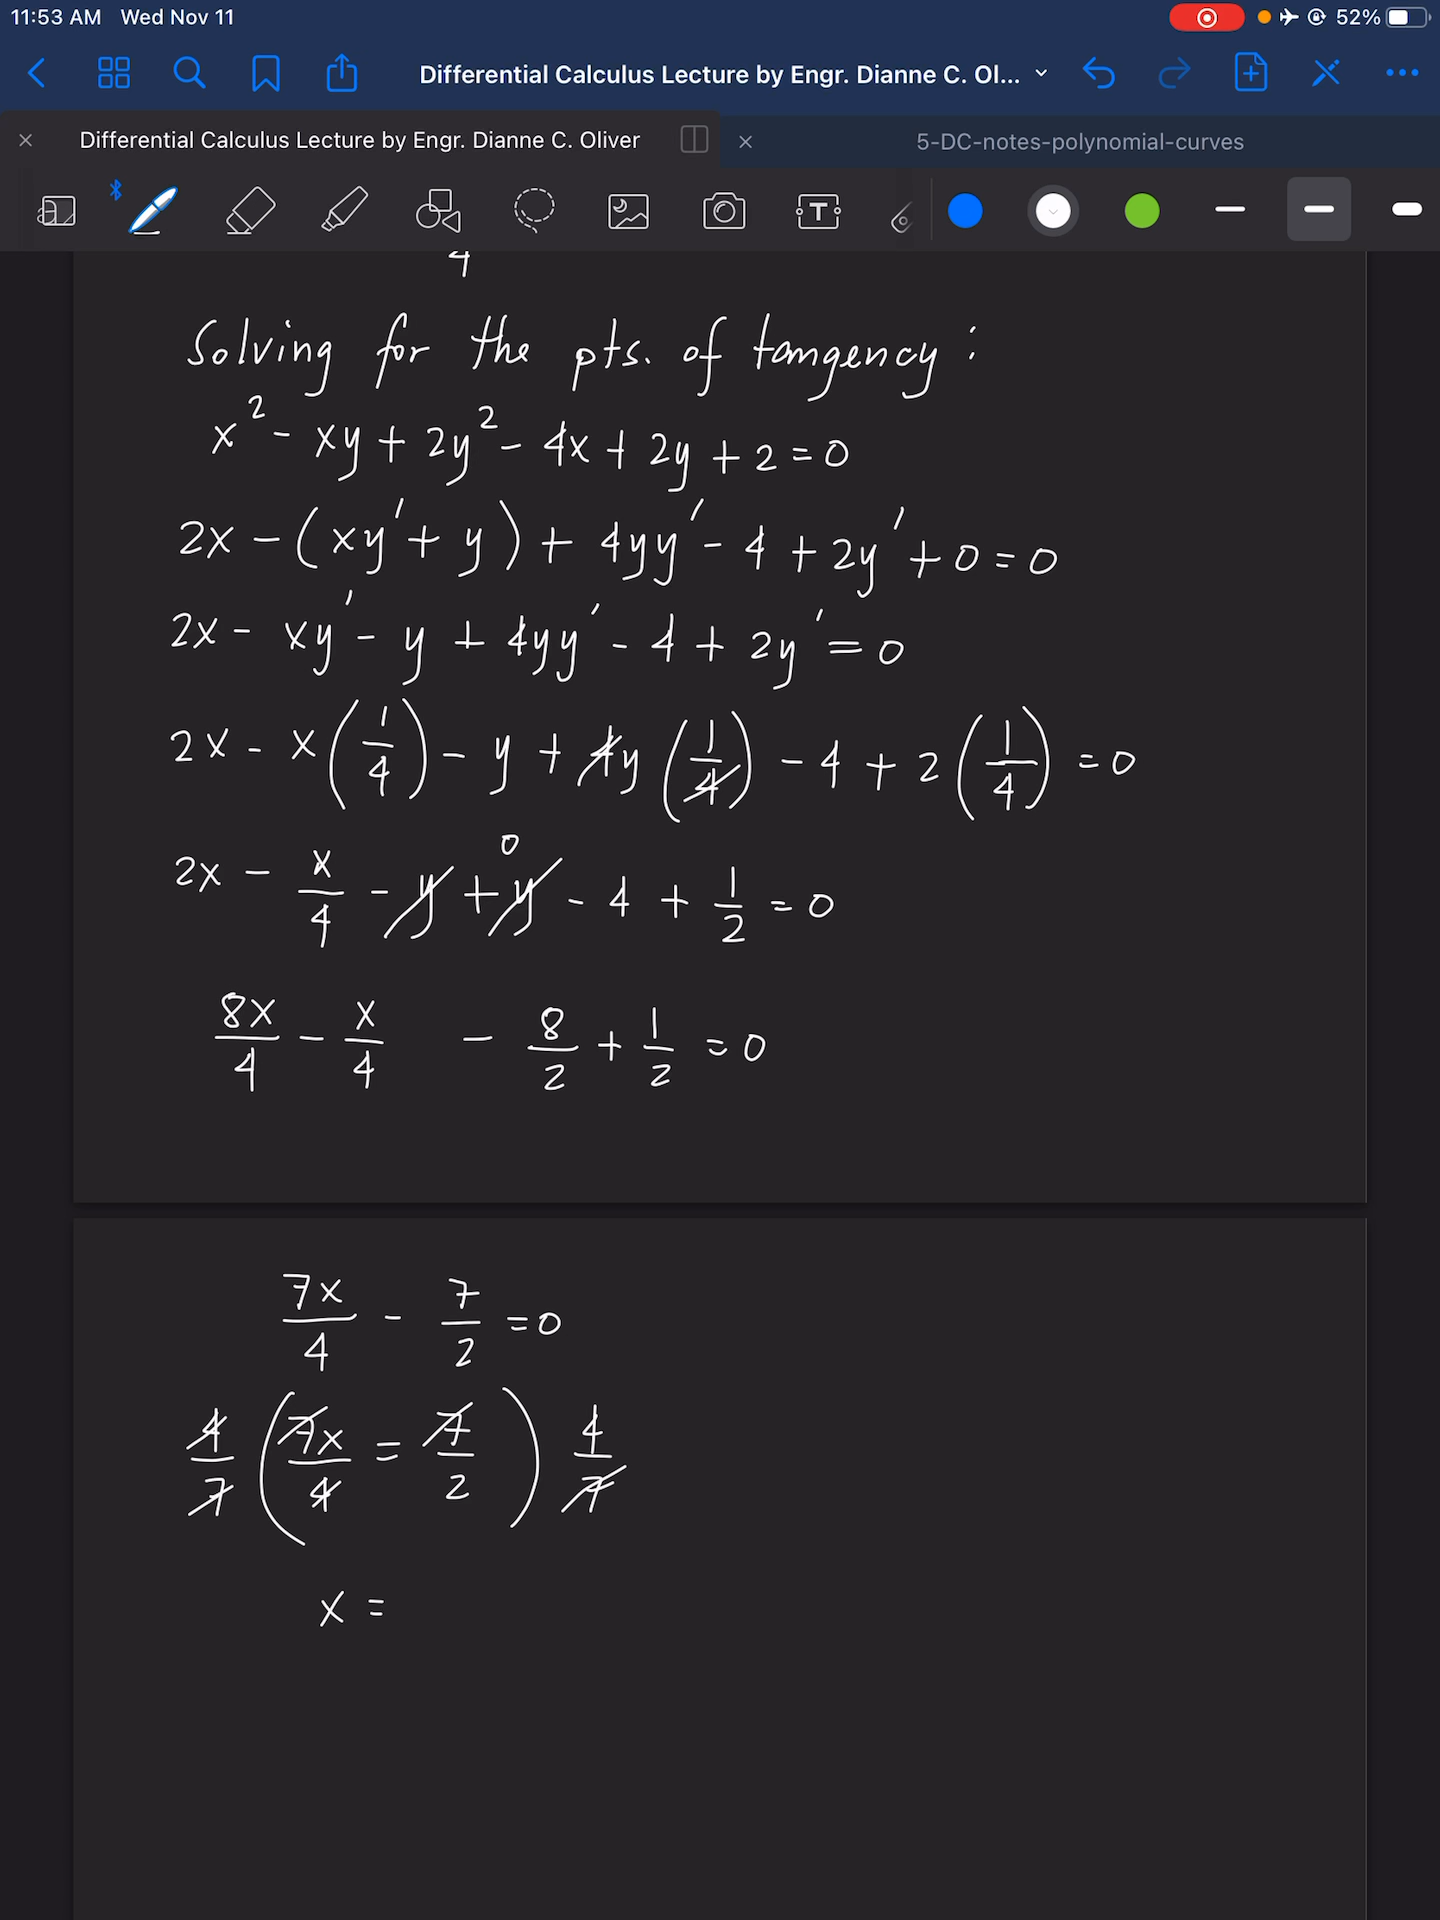 11:53 AM Wed Nov 11 52%
Differential Calculus Lecture by Engr. Dianne C. Ol...
Differential Calculus Lecture by Engr. Dianne C. Oliver
5-DC-notes-polynomial-curves
T
4
Solving for the pts. of tangency :
x² - xy + 2y² - 4x + 2y + 2 = 0
2x - (xy' + y) + 4yy' - 4 + 2y' + 0 = 0
2x - xy' - y + 4yy' - 4 + 2y' = 0
2x - x(1/4) - y + 4y(1/4) - 4 + 2(1/4) = 0
0
2x - x/4 - y + y - 4 + 1/2 = 0
8x/4 - x/4 - 8/2 + 1/2 = 0
7x/4 - 7/2 = 0
4/7 (7x/4 = 7/2) 4/7
x =